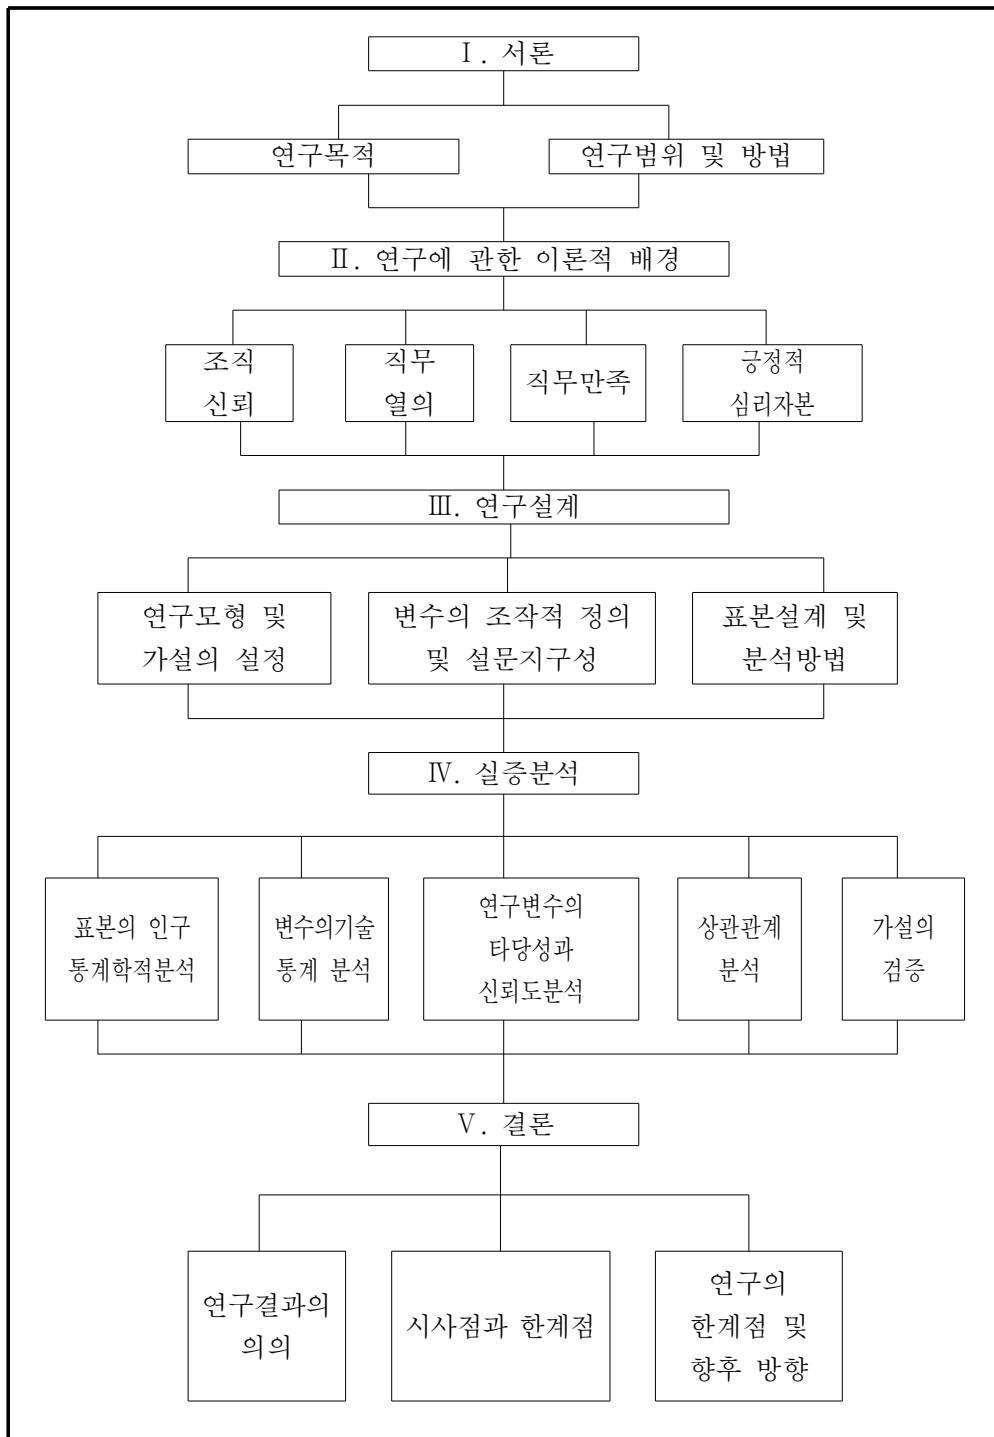 Ⅰ. 서론
연구목적
연구범위 및 방법
Ⅱ. 연구에 관한 이론적 배경
조직
신뢰
직무
열의
직무만족
긍정적
심리자본
Ⅲ. 연구설계
연구모형 및
가설의 설정
변수의 조작적 정의
및 설문지구성
표본설계 및
분석방법
Ⅳ. 실증분석
표본의 인구
통계학적분석
변수의기술
통계 분석
연구변수의
타당성과
신뢰도분석
상관관계
분석
가설의
검증
Ⅴ. 결론
연구결과의
의의
시사점과 한계점
연구의
한계점 및
향후 방향